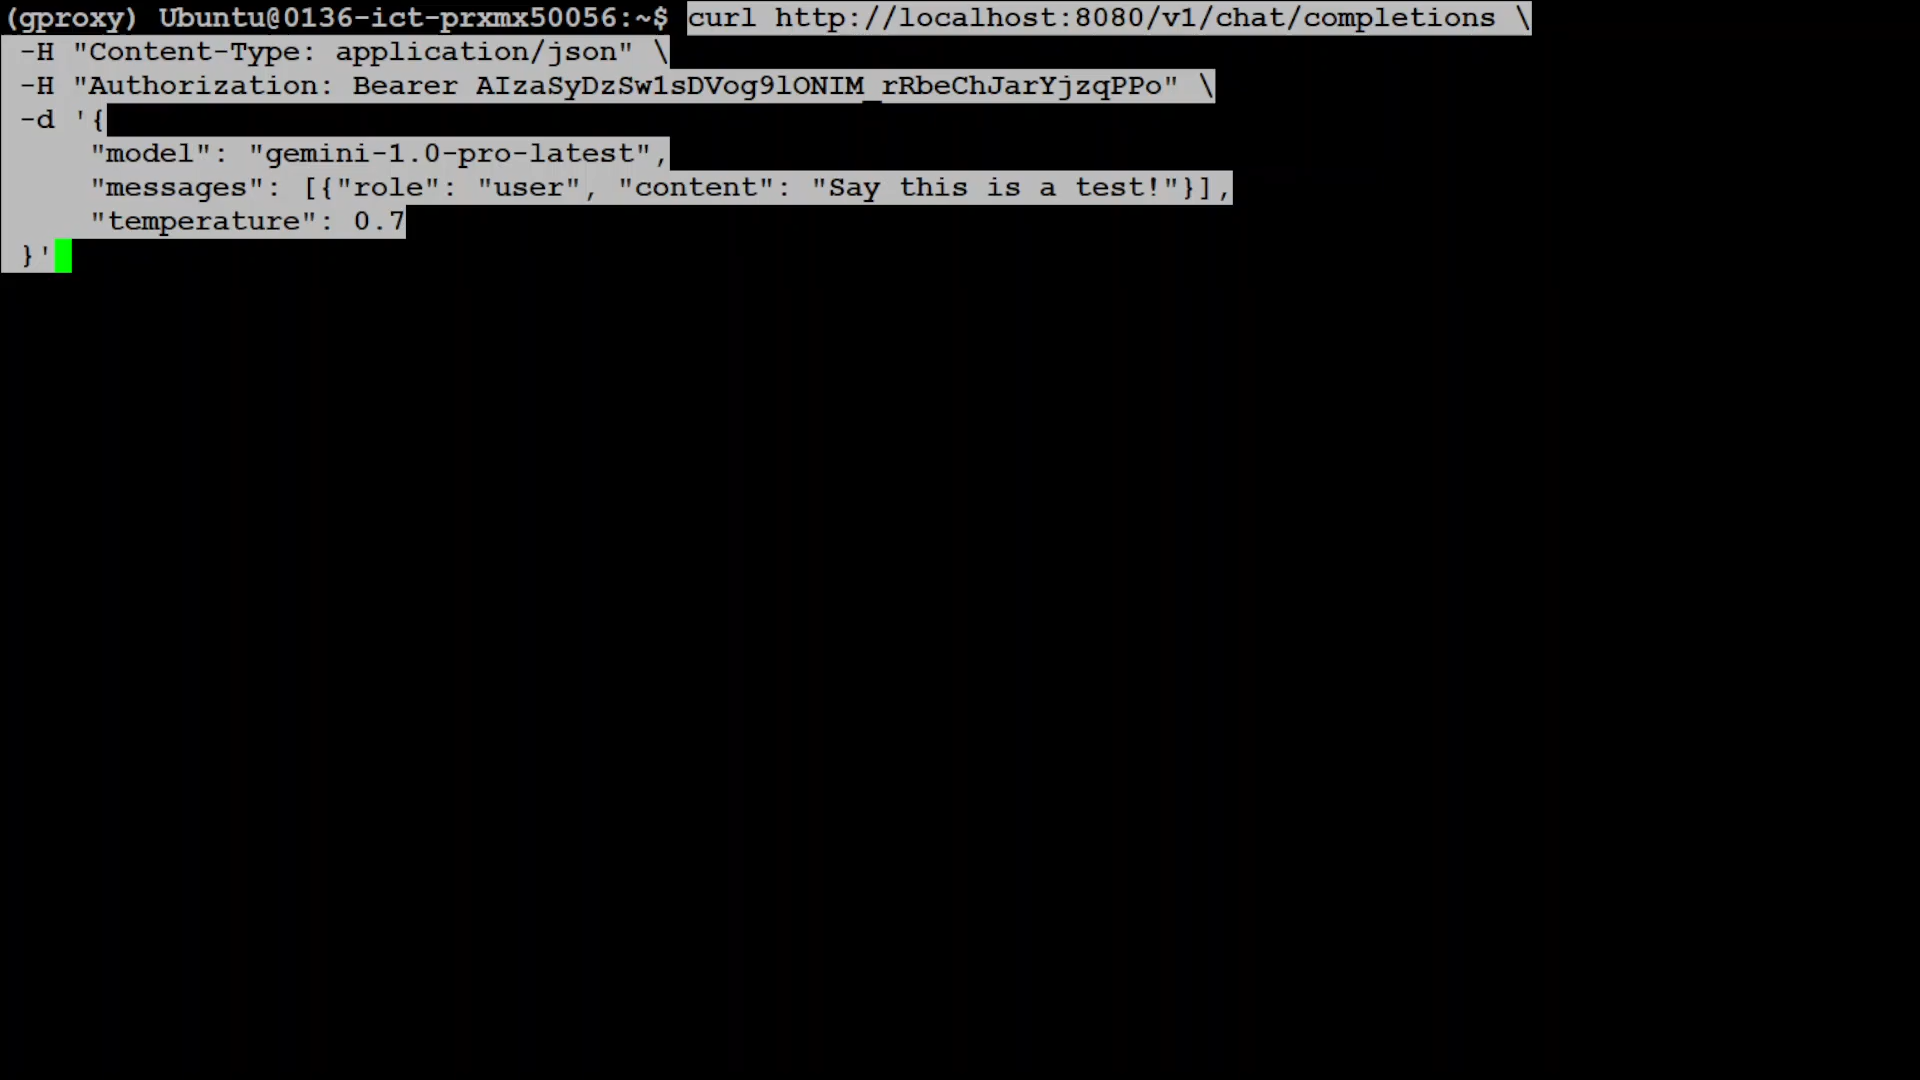 (gproxy) Ubuntu@0136-ict-prxmx50056:~$ curl http://localhost:8080/v1/chat/completions \
 -H "Content-Type: application/json" \
 -H "Authorization: Bearer AIzaSyDzSw1sDVog9lONIM_rRbeChJarYjzqPPo" \
 -d '{
     "model": "gemini-1.0-pro-latest",
     "messages": [{"role": "user", "content": "Say this is a test!"}],
     "temperature": 0.7
 }'